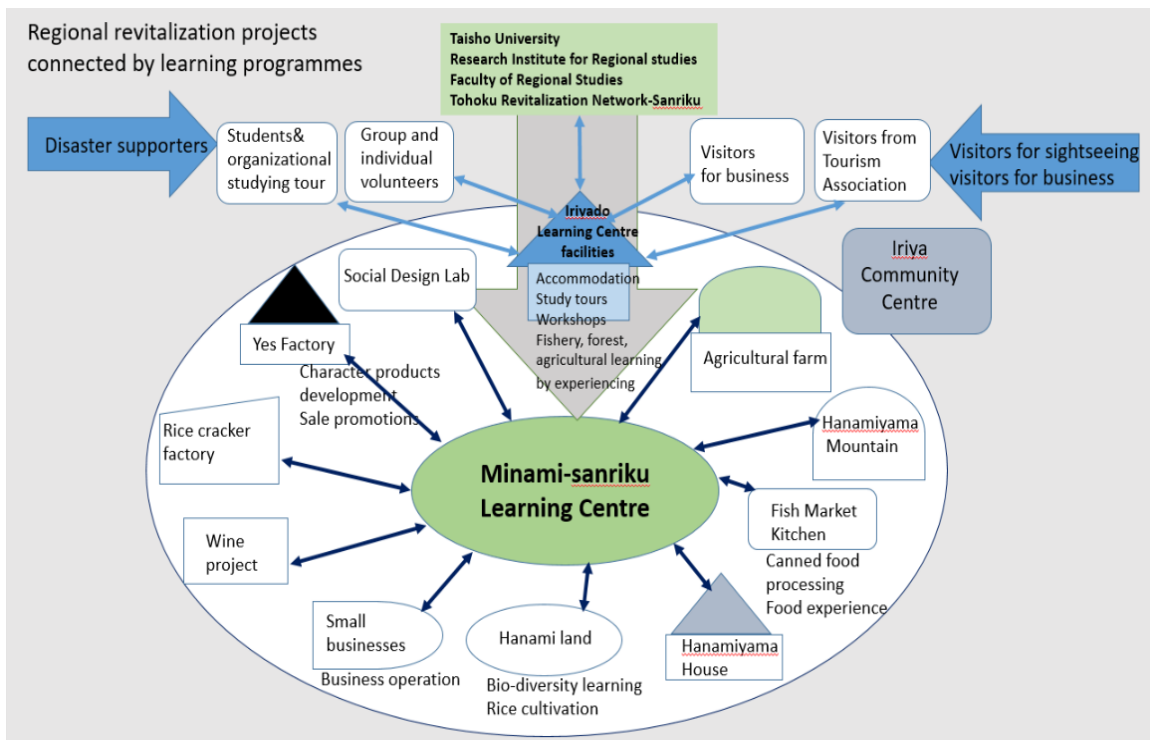 Regional revitalization projects
connected by learning programmes
Taisho University
Research Institute for Regional studies
Faculty of Regional Studies
Tohoku Revitalization Network-Sanriku
Disaster supporters
Students&
organizational
studying tour
Group and
individual
volunteers
Visitors
for business
Visitors from
Tourism
Association
Visitors for sightseeing
visitors for business
Iriyado
Learning Centre
facilities
Accommodation
Study tours
Workshops
Fishery, forest,
agricultural learning
by experiencing
Iriya
Community
Centre
Social Design Lab
Yes Factory
Character products
development
Sale promotions
Agricultural farm
Rice cracker
factory
Hanamiyama
Mountain
Minami-sanriku
Learning Centre
Fish Market
Kitchen
Canned food
processing
Food experience
Wine
project
Small
businesses
Business operation
Hanami land
Bio-diversity learning
Rice cultivation
Hanamiyama
House